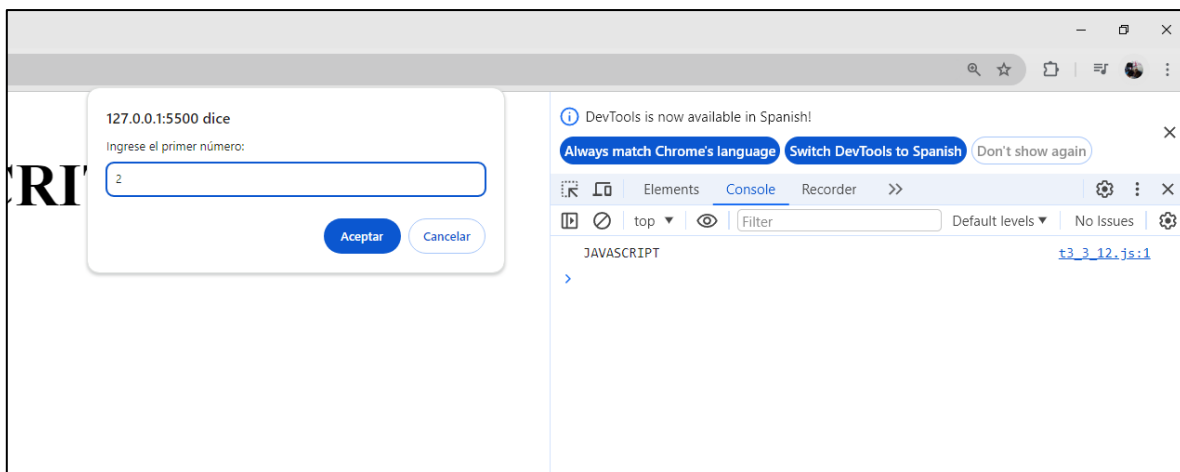 127.0.0.1:5500 dice
Ingrese el primer número:
2
Aceptar Cancelar
DevTools is now available in Spanish!
Always match Chrome's language Switch DevTools to Spanish Don't show again
Elements Console Recorder
top Filter Default levels No Issues
JAVASCRIPT t3_3_12.js:1